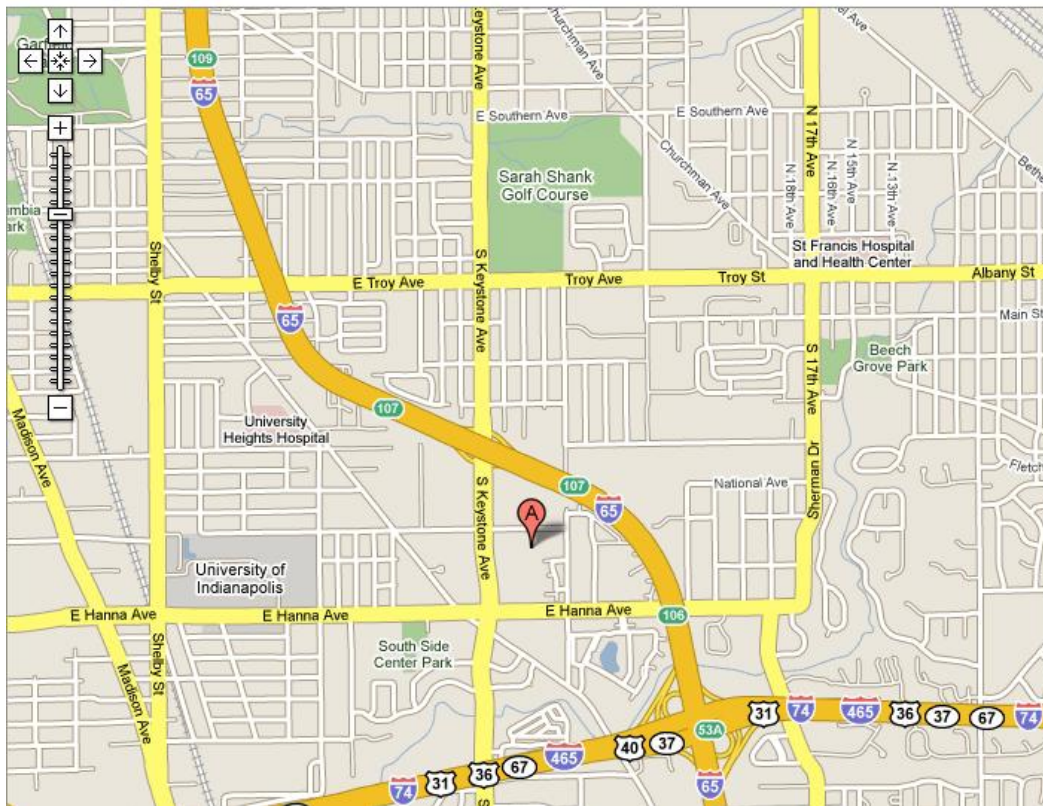 109
65
Keystone Ave
Churchman Ave
E Southern Ave
E Southern Ave
N 17th Ave
Sarah Shank
Golf Course
Churchman Ave
N 18th Ave
N 16th Ave
N 15th Ave
N 13th Ave
St Francis Hospital
and Health Center
Shelby St
E Troy Ave
S Keystone Ave
Troy Ave
Troy St
Albany St
Main St
65
S 17th Ave
Beech
Grove Park
107
University
Heights Hospital
Madison Ave
S Keystone Ave
107
65
National Ave
Sherman Dr
A
University of
Indianapolis
E Hanna Ave
E Hanna Ave
E Hanna Ave
106
Shelby St
South Side
Center Park
Madison Ave
S Keystone Ave
53A
31
74
465
36
37
67
74
40
37
465
67
36
31
74
65